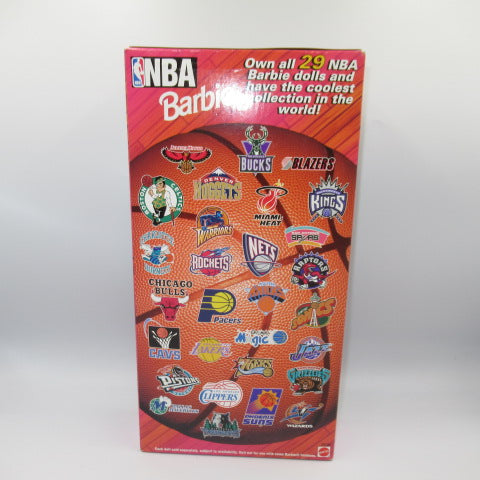 NBA
Barbie
Own all 29 NBA
Barbie dolls and
have the coolest
collection in the
world!
BUCKS
BLAZERS
BOSTON CELTICS
DENVER
NUGGETS
MIAMI
HEAT
KINGS
WARRIORS
SPURS
ROCKETS
NETS
RAPTORS
CHICAGO
BULLS
Pacers
CAVS
LAKERS
Magic
PISTONS
CLIPPERS
PHOENIX
SUNS
WIZARDS